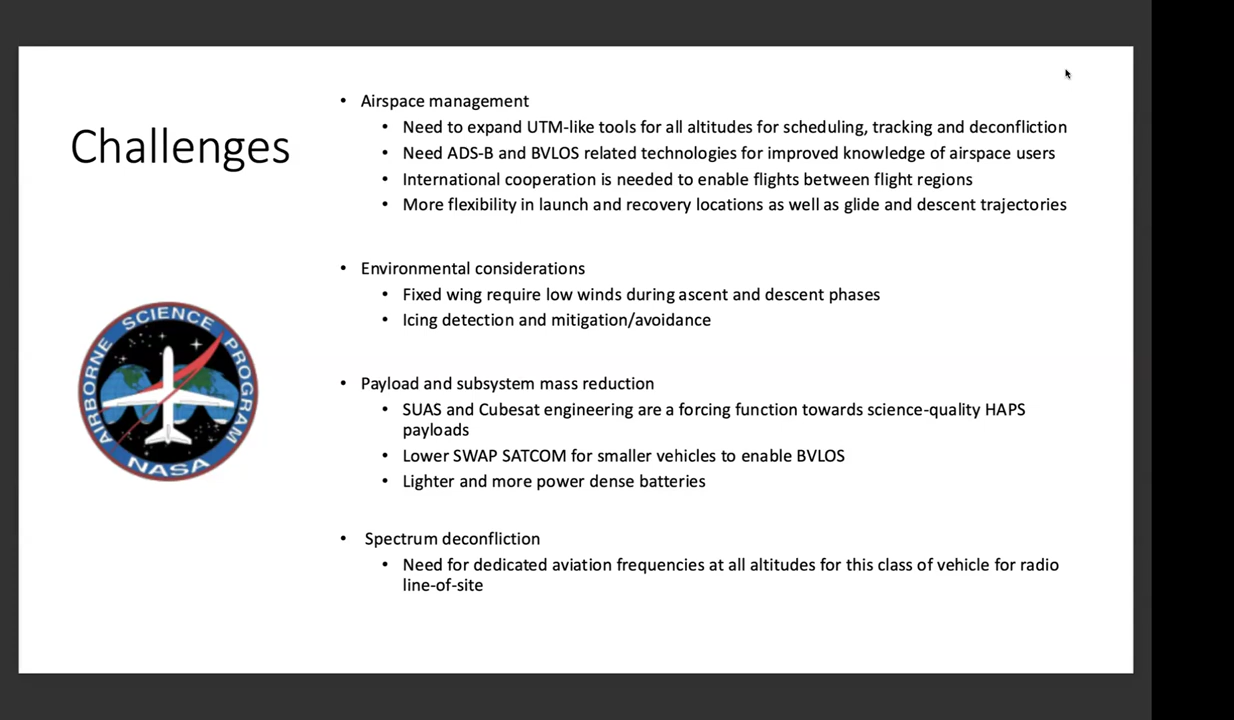 Challenges
• Airspace management
• Need to expand UTM-like tools for all altitudes for scheduling, tracking and deconfliction
• Need ADS-B and BVLOS related technologies for improved knowledge of airspace users
• International cooperation is needed to enable flights between flight regions
• More flexibility in launch and recovery locations as well as glide and descent trajectories
• Environmental considerations
• Fixed wing require low winds during ascent and descent phases
• Icing detection and mitigation/avoidance
• Payload and subsystem mass reduction
• SUAS and Cubesat engineering are a forcing function towards science-quality HAPS
payloads
• Lower SWAP SATCOM for smaller vehicles to enable BVLOS
• Lighter and more power dense batteries
• Spectrum deconfliction
• Need for dedicated aviation frequencies at all altitudes for this class of vehicle for radio
line-of-site
AIRBORNE SCIENCE PROGRAM
NASA